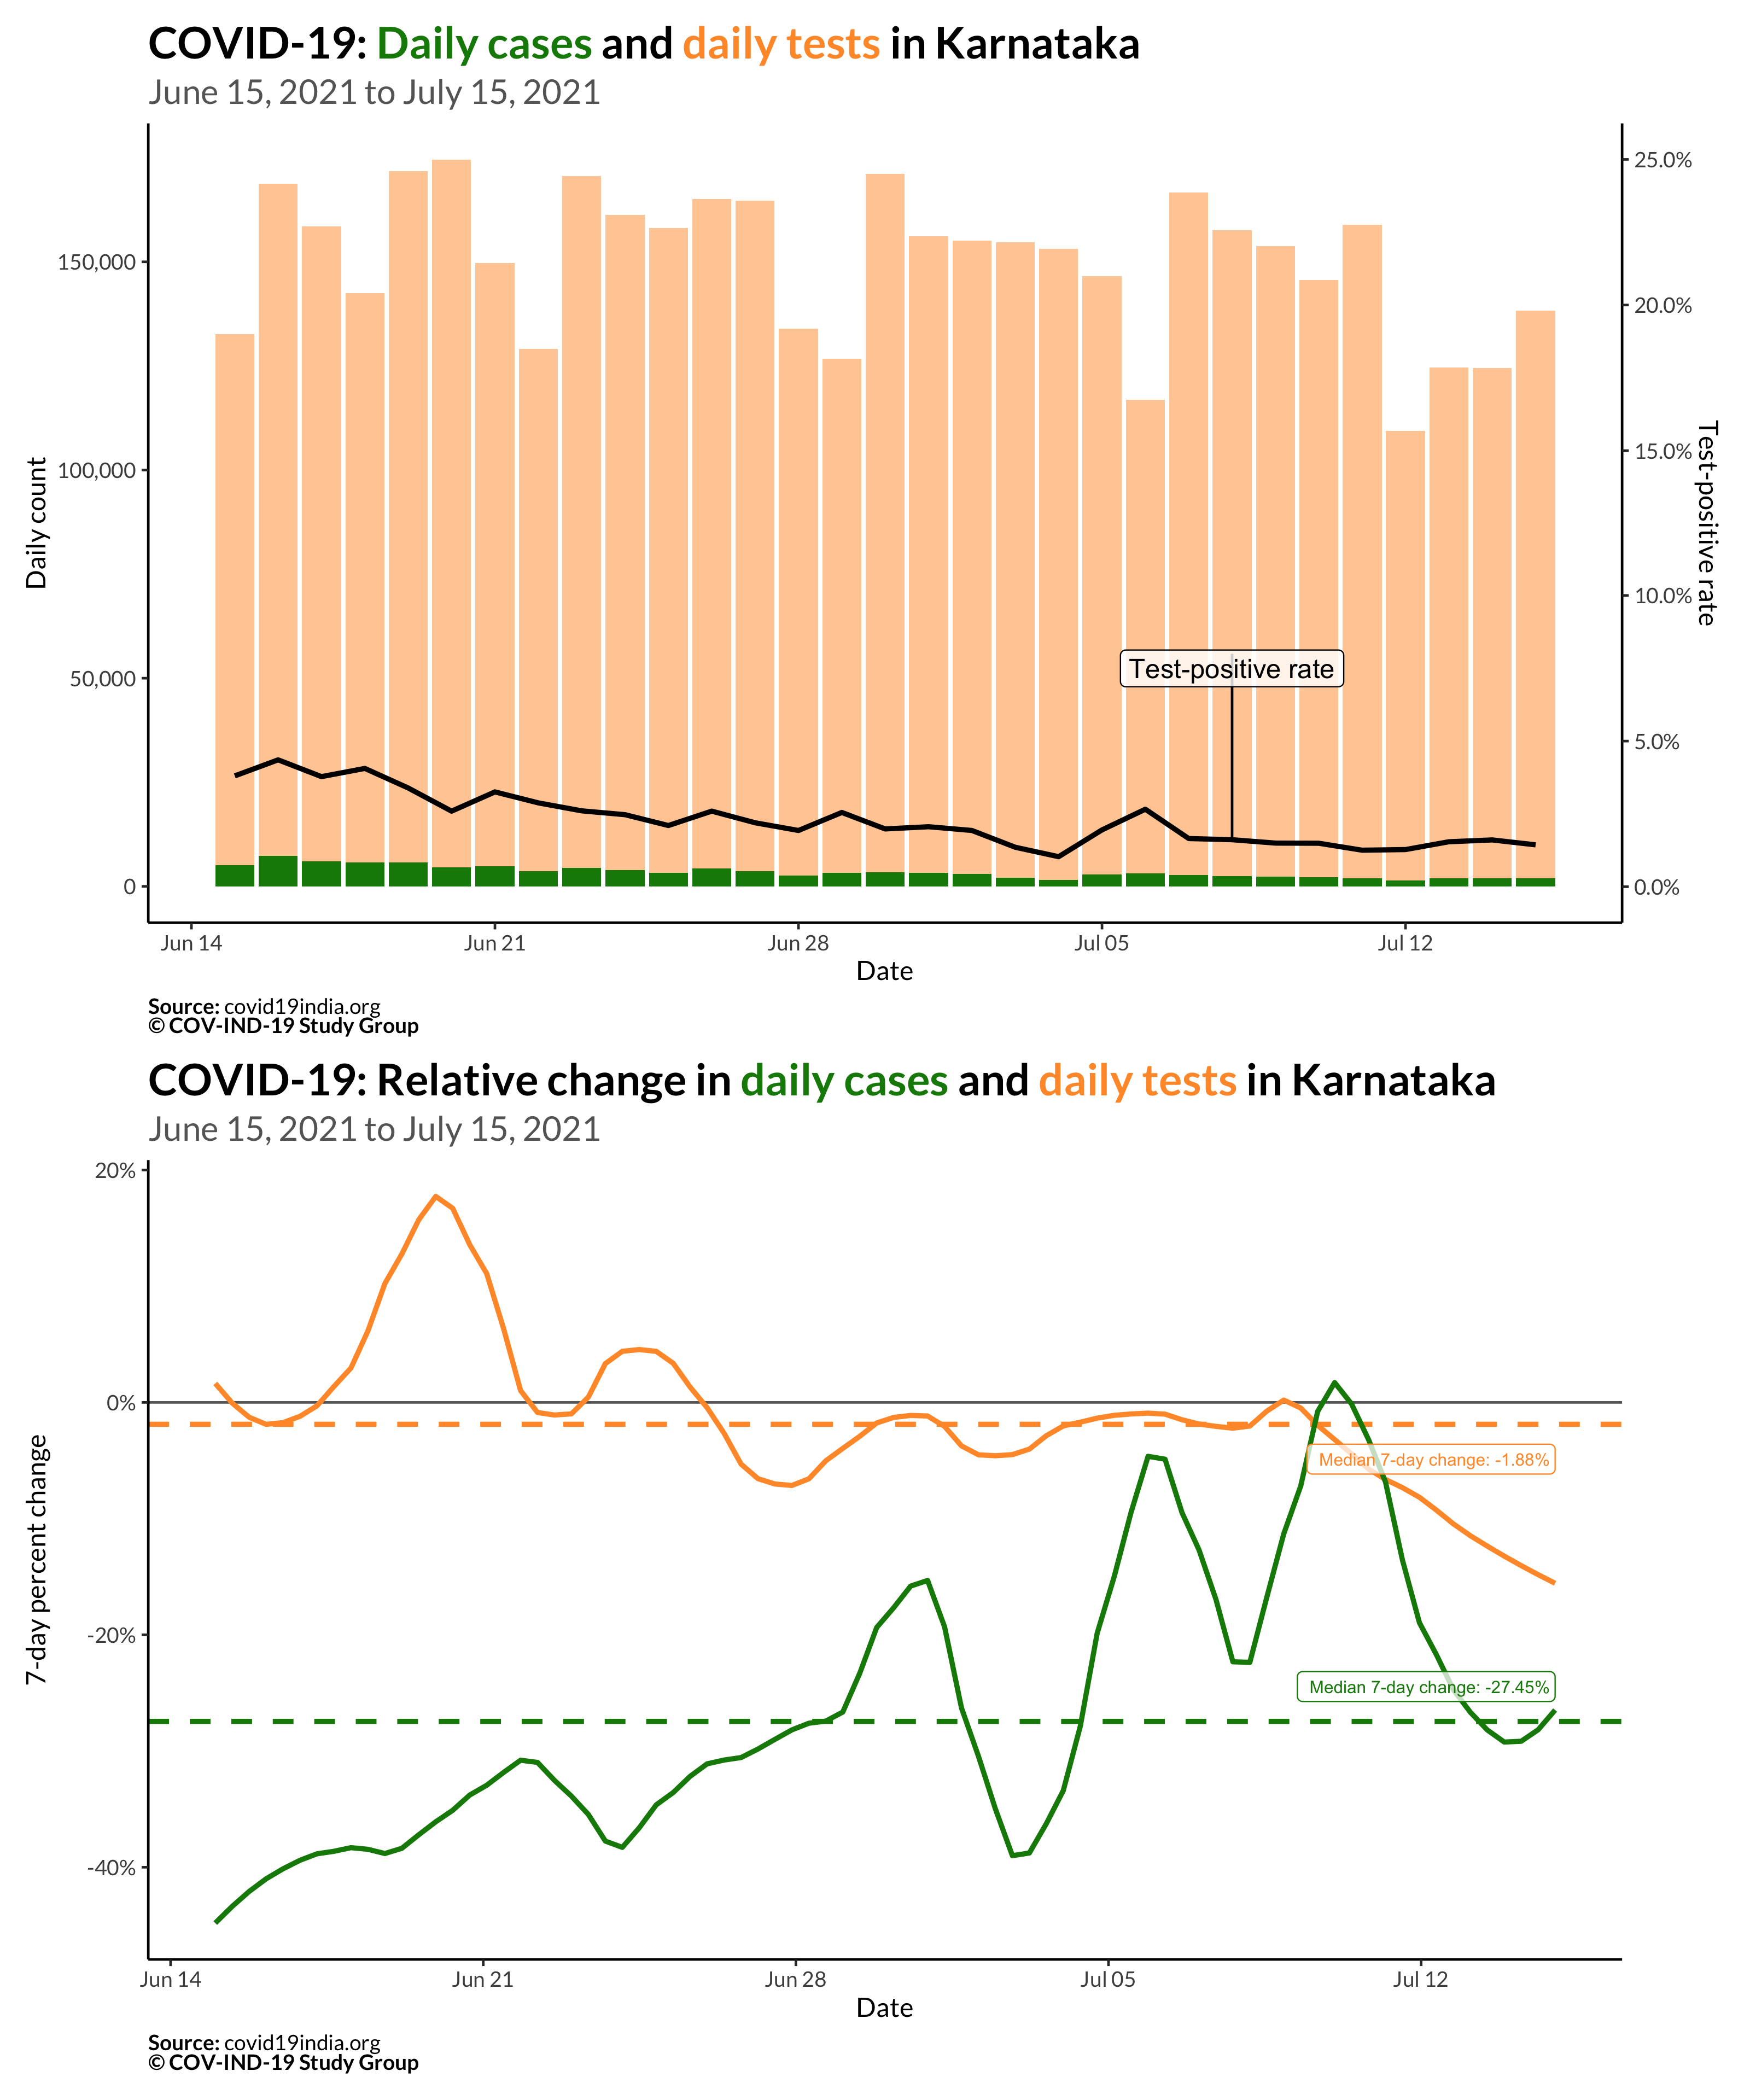 COVID-19: Daily cases and daily tests in Karnataka
June 15, 2021 to July 15, 2021
Daily count
150,000
100,000
50,000
0
25.0%
20.0%
15.0%
10.0%
5.0%
0.0%
Test-positive rate
Test-positive rate
Jun 14
Jun 21
Jun 28
Jul 05
Jul 12
Date
Source: covid19india.org
© COV-IND-19 Study Group
COVID-19: Relative change in daily cases and daily tests in Karnataka
June 15, 2021 to July 15, 2021
7-day percent change
20%
0%
-20%
-40%
Median 7-day change: -1.88%
Median 7-day change: -27.45%
Jun 14
Jun 21
Jun 28
Jul 05
Jul 12
Date
Source: covid19india.org
© COV-IND-19 Study Group